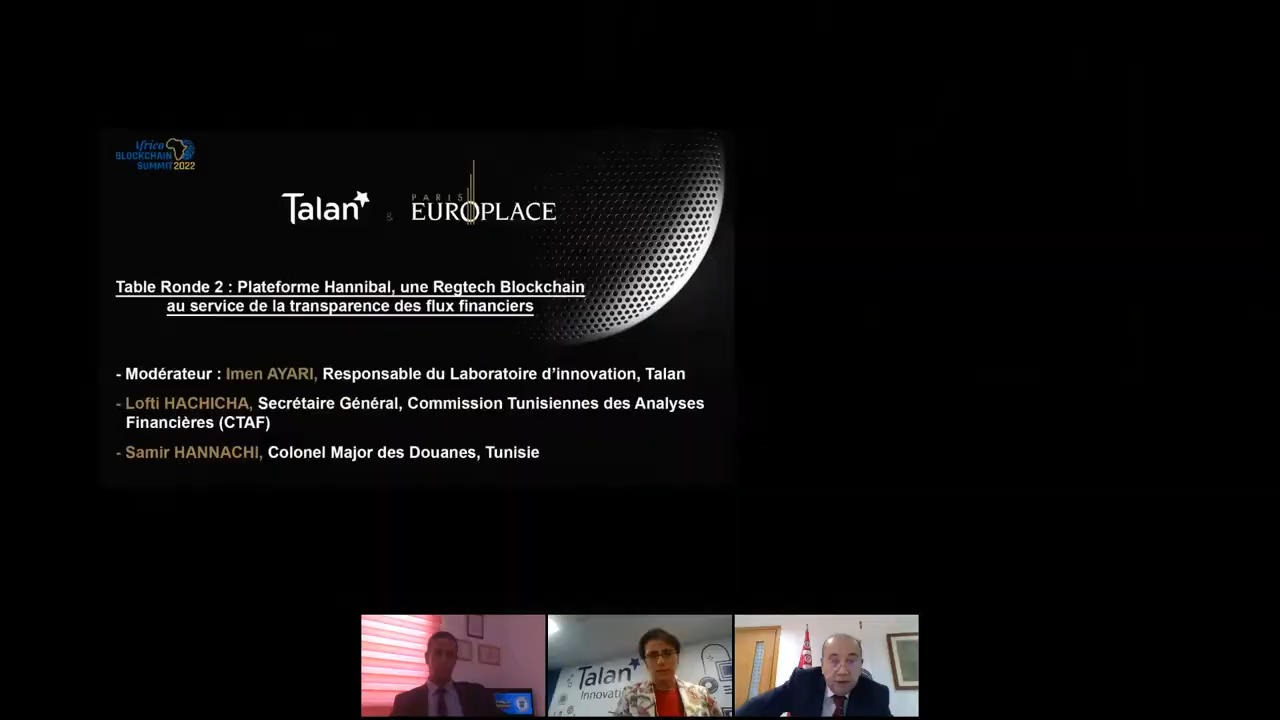 Africa
BLOCKCHAIN
SUMMIT 2022
Talan
&
PARIS
EUROPLACE
Table Ronde 2 : Plateforme Hannibal, une Regtech Blockchain
au service de la transparence des flux financiers
- Modérateur : Imen AYARI, Responsable du Laboratoire d’innovation, Talan
- Lofti HACHICHA, Secrétaire Général, Commission Tunisiennes des Analyses
Financières (CTAF)
- Samir HANNACHI, Colonel Major des Douanes, Tunisie
Talan